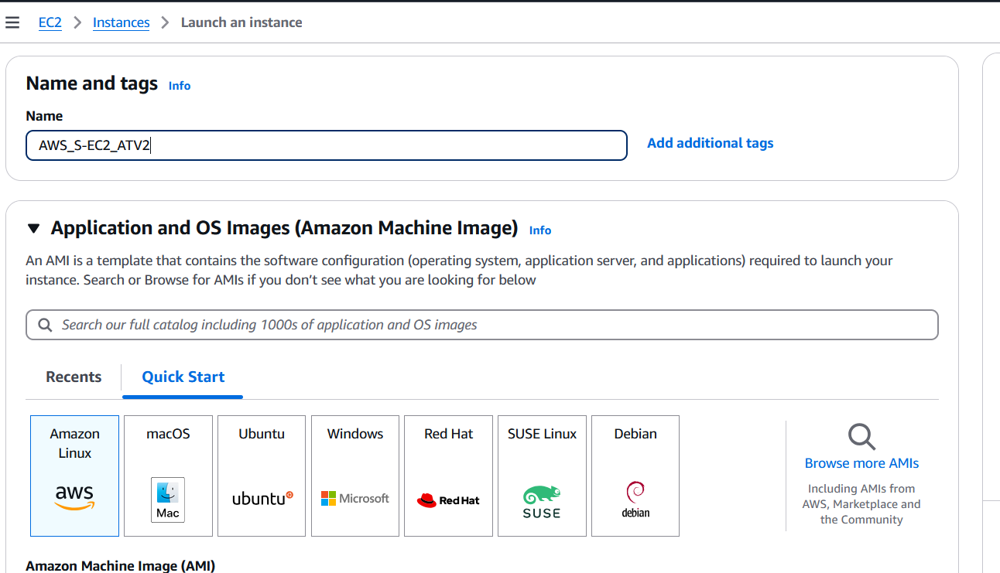 EC2 > Instances > Launch an instance
Name and tags Info
Name
AWS_S-EC2_ATV2
Add additional tags
Application and OS Images (Amazon Machine Image) Info
An AMI is a template that contains the software configuration (operating system, application server, and applications) required to launch your
instance. Search or Browse for AMIs if you don’t see what you are looking for below
Search our full catalog including 1000s of application and OS images
Recents
Quick Start
Amazon
Linux
aws
macOS
Mac
Ubuntu
ubuntu
Windows
Microsoft
Red Hat
Red Hat
SUSE Linux
SUSE
Debian
debian
Browse more AMIs
Including AMIs from
AWS, Marketplace and
the Community
Amazon Machine Image (AMI)